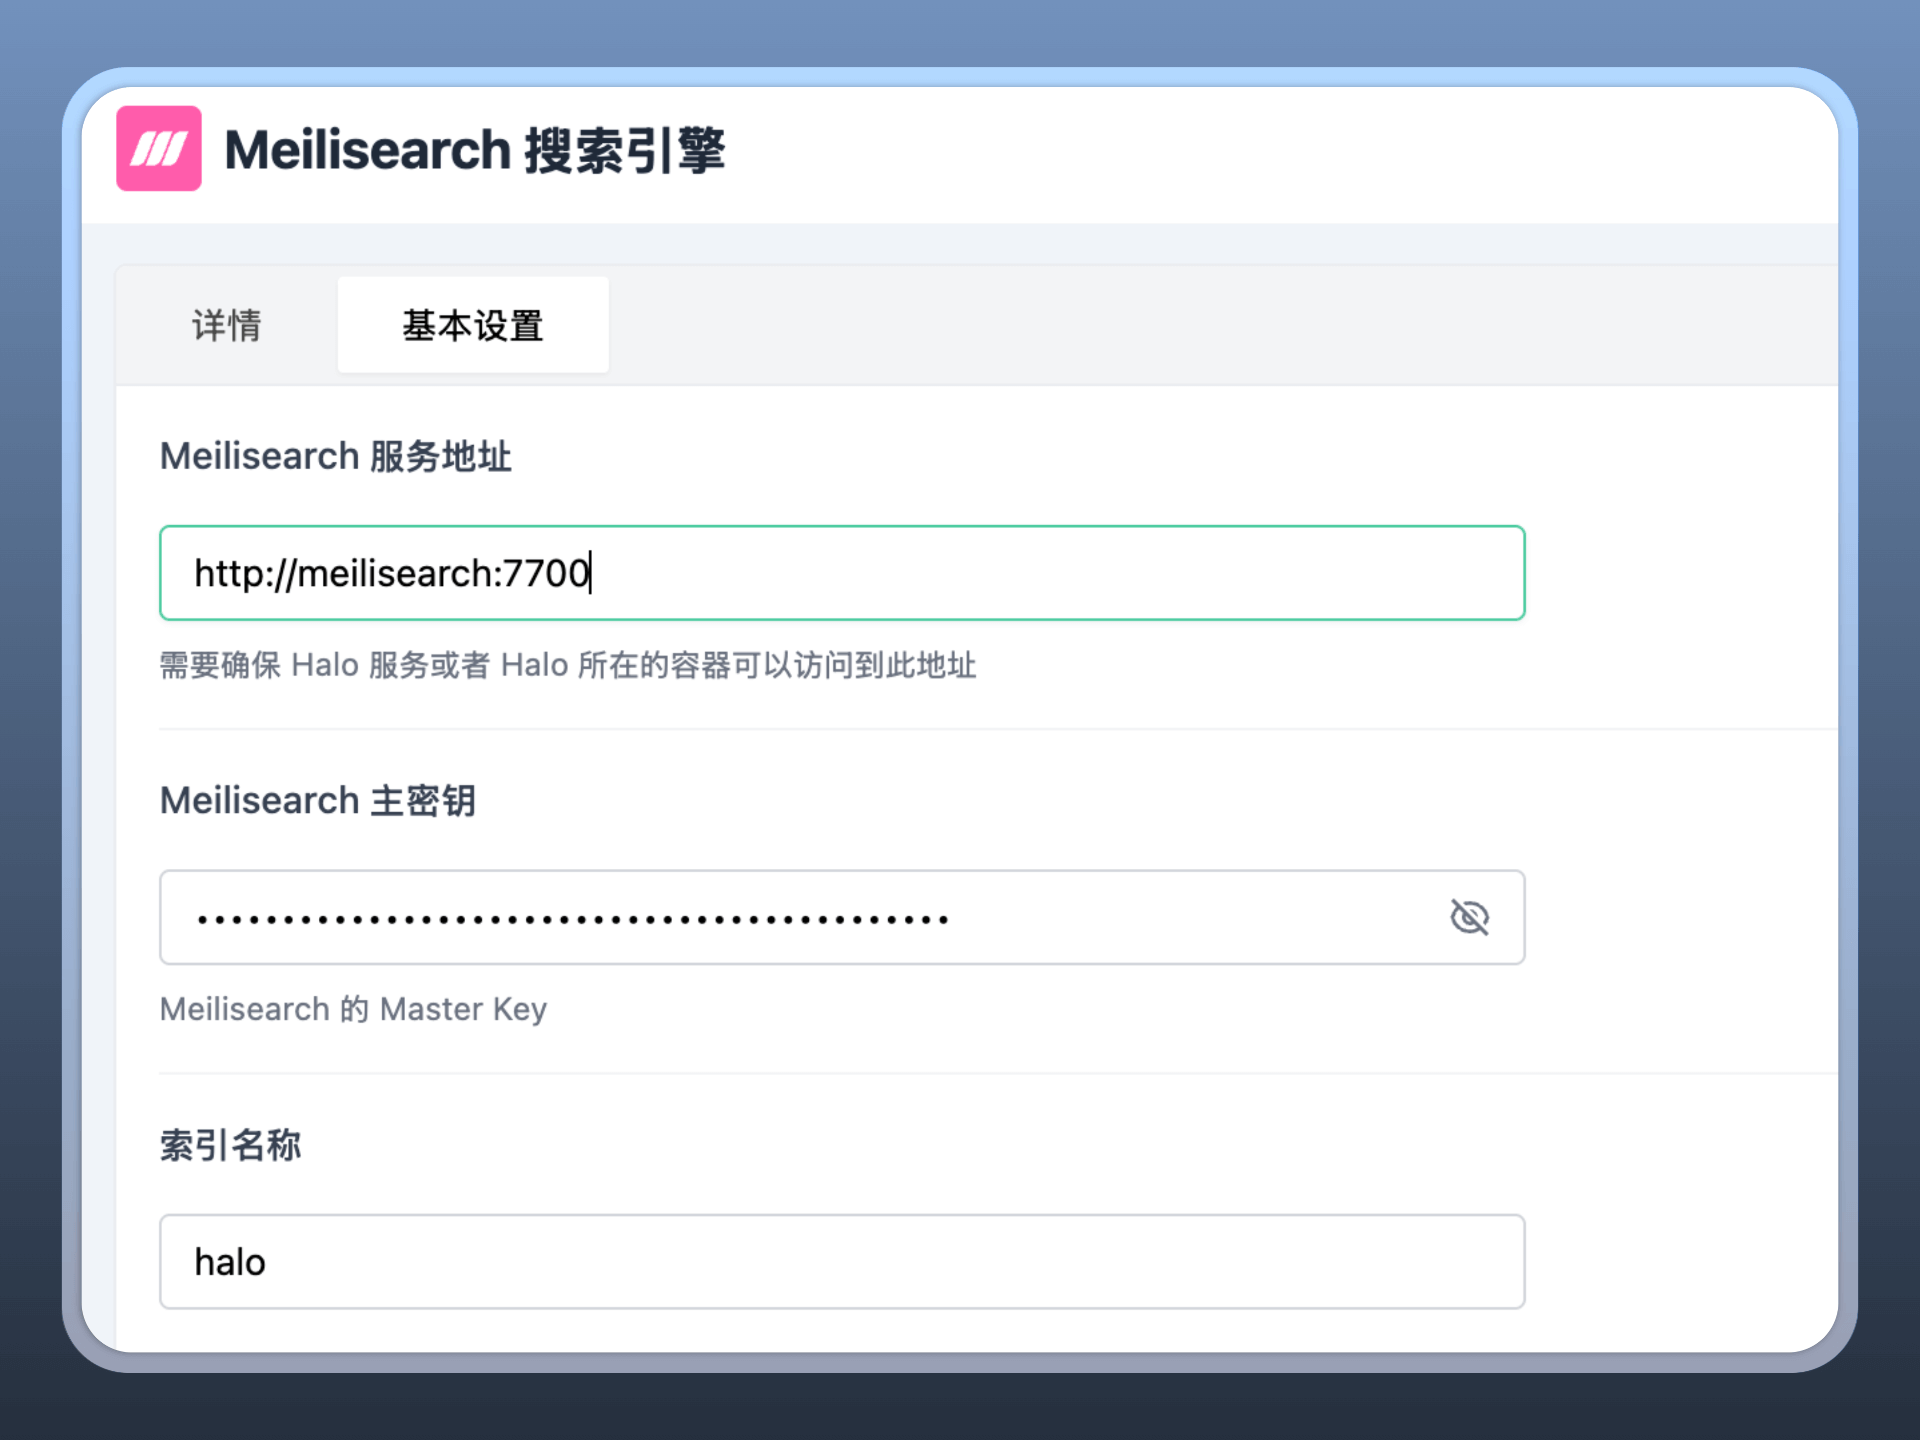 Meilisearch 搜索引擎
详情
基本设置
Meilisearch 服务地址
http://meilisearch:7700
需要确保 Halo 服务或者 Halo 所在的容器可以访问到此地址
Meilisearch 主密钥
••••••••••••••••••••••••••••••••••••••••••••
Meilisearch 的 Master Key
索引名称
halo